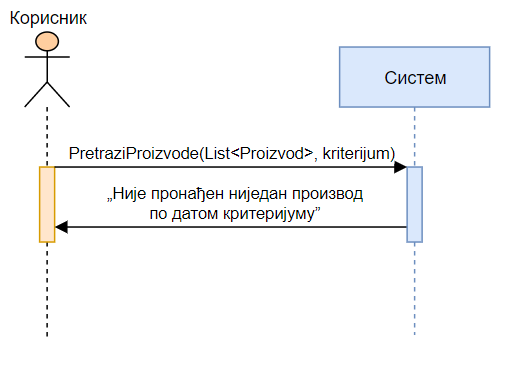 Корисник
Систем
PretraziProizvode(List<Proizvod>, kriterijum)
„Није пронађен ниједан производ
по датом критеријуму”